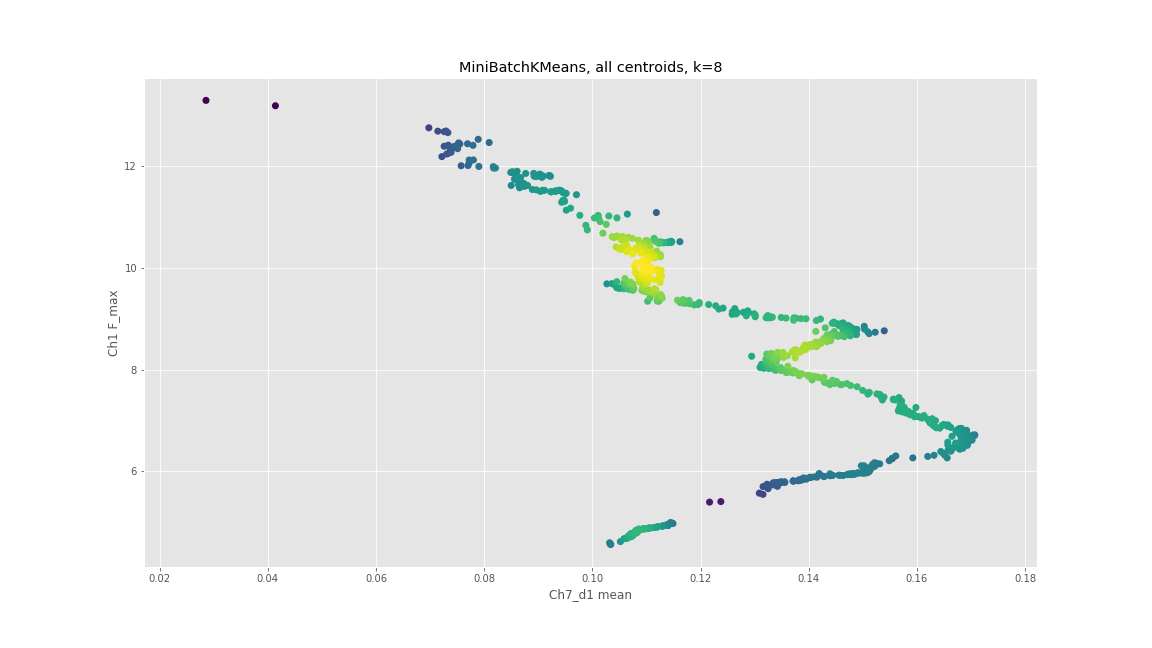 MiniBatchKMeans, all centroids, k=8
12
10
8
6
Ch1 F_max
0.02 0.04 0.06 0.08 0.10 0.12 0.14 0.16 0.18
Ch7_d1 mean